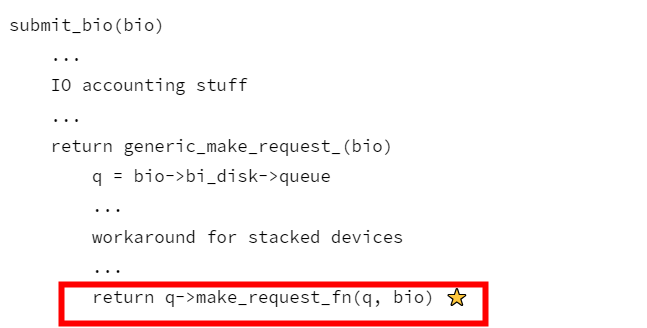 submit_bio(bio)
...
IO accounting stuff
...
return generic_make_request_(bio)
q = bio->bi_disk->queue
...
workaround for stacked devices
...
return q->make_request_fn(q, bio) ⭐